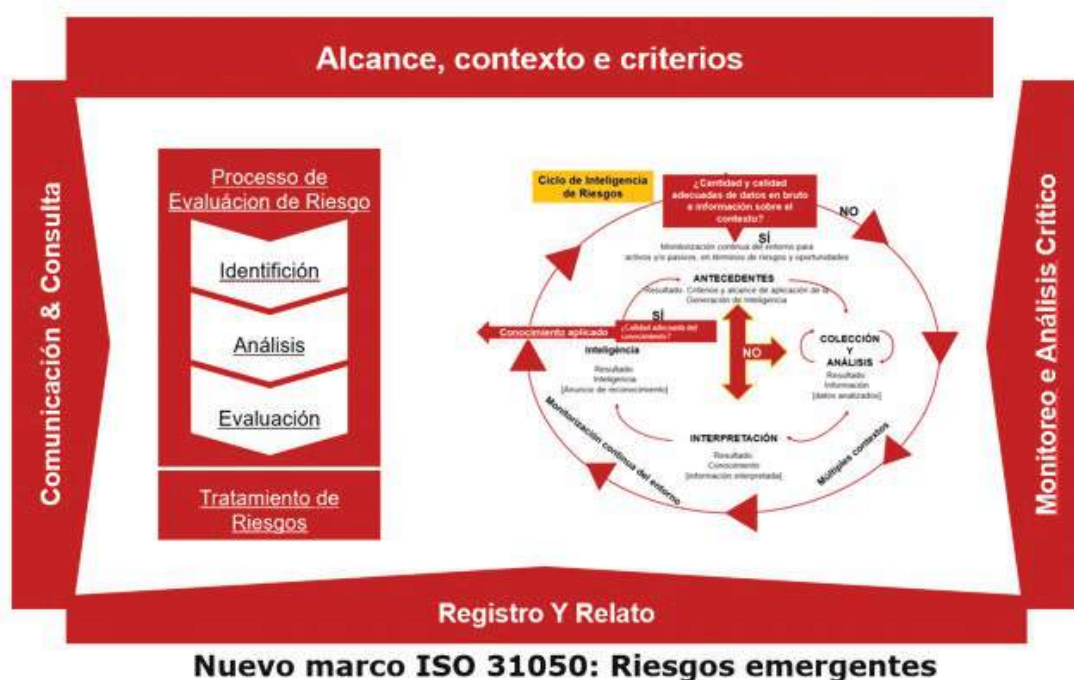 Alcance, contexto e criterios
Comunicación & Consulta
Processo de
Evaluácion de Riesgo
Identifición
Análisis
Evaluación
Tratamiento de
Riesgos
Ciclo de Inteligencia
de Riesgos
¿Cantidad y calidad
adecuadas de datos en bruto
e información sobre el
contexto?
NO
SÍ
Monitorización continua del entorno para
activos y/o pasivos, en términos de riesgos y oportunidades
ANTECEDENTES
Resultado. Criterios y alcance de aplicación de la
Generación de Inteligencia
SÍ
Conocimiento aplicado
¿Calidad adecuada del
conocimiento?
NO
Inteligéncia
Resultado
Inteligencia
[Anuncio de reconocimiento]
COLECCIÓN
Y
ANÁLISIS
Resultado
Información
[datos analizados]
INTERPRETACIÓN
Resultado
Conocimiento
[información interpretada]
Monitorización continua del entorno
Múltiples contextos
Monitoreo e Análisis Crítico
Registro Y Relato
Nuevo marco ISO 31050: Riesgos emergentes